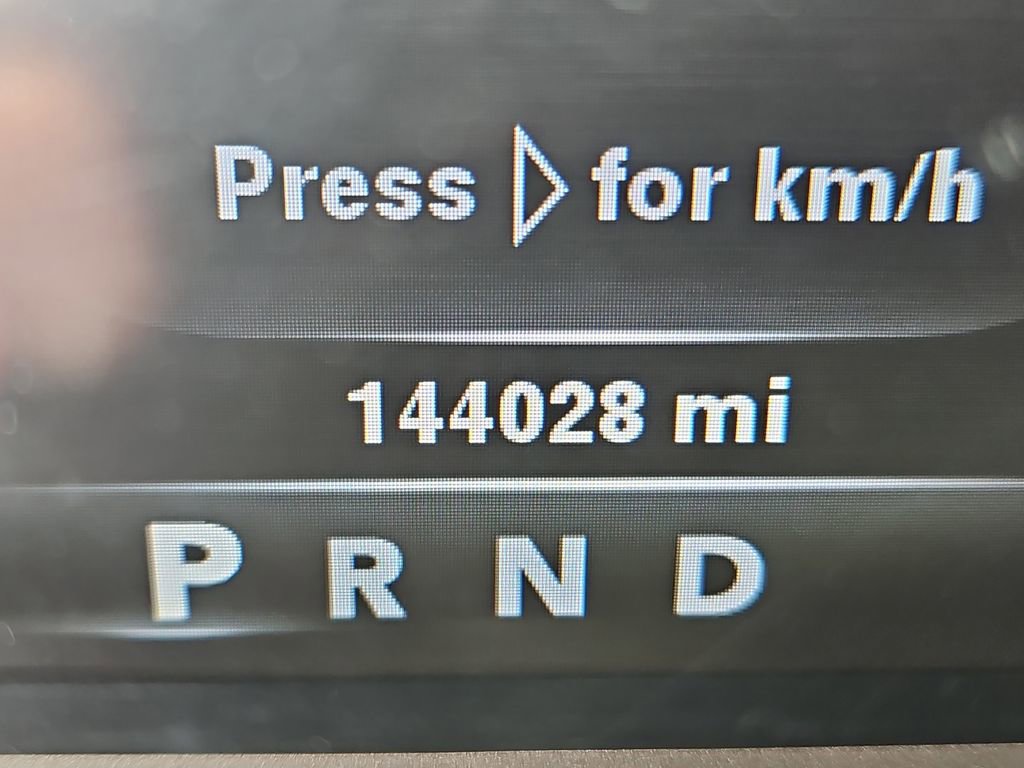 Press ▷ for km/h
144028 mi
P R N D